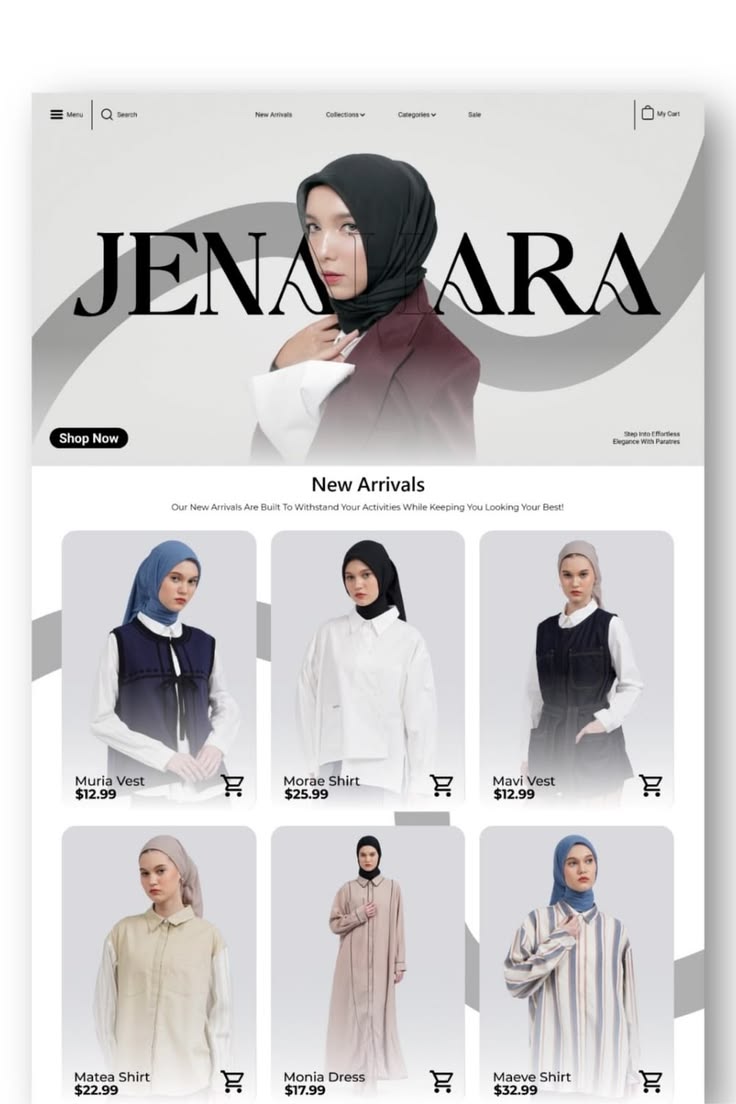 Menu
Search
New Arrivals
Collections
Categories
Sale
My Cart
JENAHARA
Shop Now
Step Into Effortless
Elegance With Paratres
New Arrivals
Our New Arrivals Are Built To Withstand Your Activities While Keeping You Looking Your Best!
Muria Vest
$12.99
Morae Shirt
$25.99
Mavi Vest
$12.99
Matea Shirt
$22.99
Monia Dress
$17.99
Maeve Shirt
$32.99